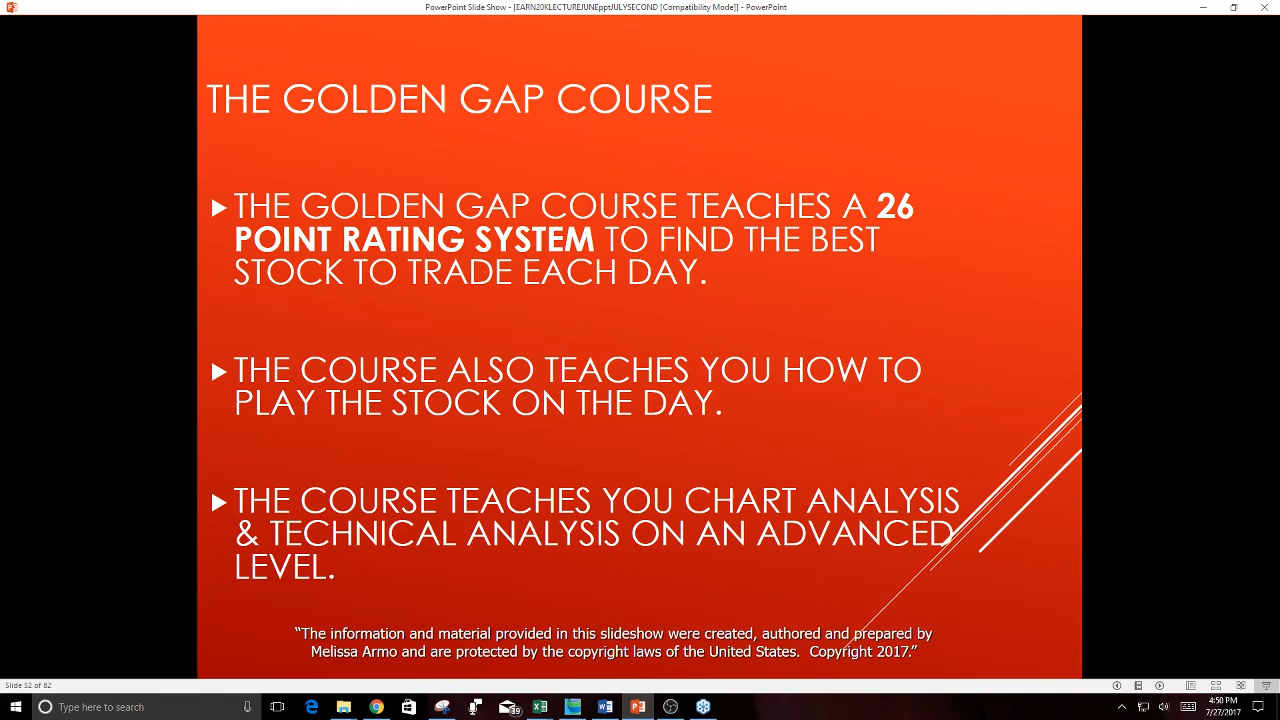 PowerPoint Slide Show - [EARN20KLECTUREJUNEpptJULYSECOND [Compatibility Mode]] - PowerPoint
THE GOLDEN GAP COURSE
THE GOLDEN GAP COURSE TEACHES A 26
POINT RATING SYSTEM TO FIND THE BEST
STOCK TO TRADE EACH DAY.
THE COURSE ALSO TEACHES YOU HOW TO
PLAY THE STOCK ON THE DAY.
THE COURSE TEACHES YOU CHART ANALYSIS
& TECHNICAL ANALYSIS ON AN ADVANCED
LEVEL.
“The information and material provided in this slideshow were created, authored and prepared by
Melissa Armo and are protected by the copyright laws of the United States.  Copyright 2017.”
Slide 52 of 82
Type here to search
4:50 PM
7/27/2017